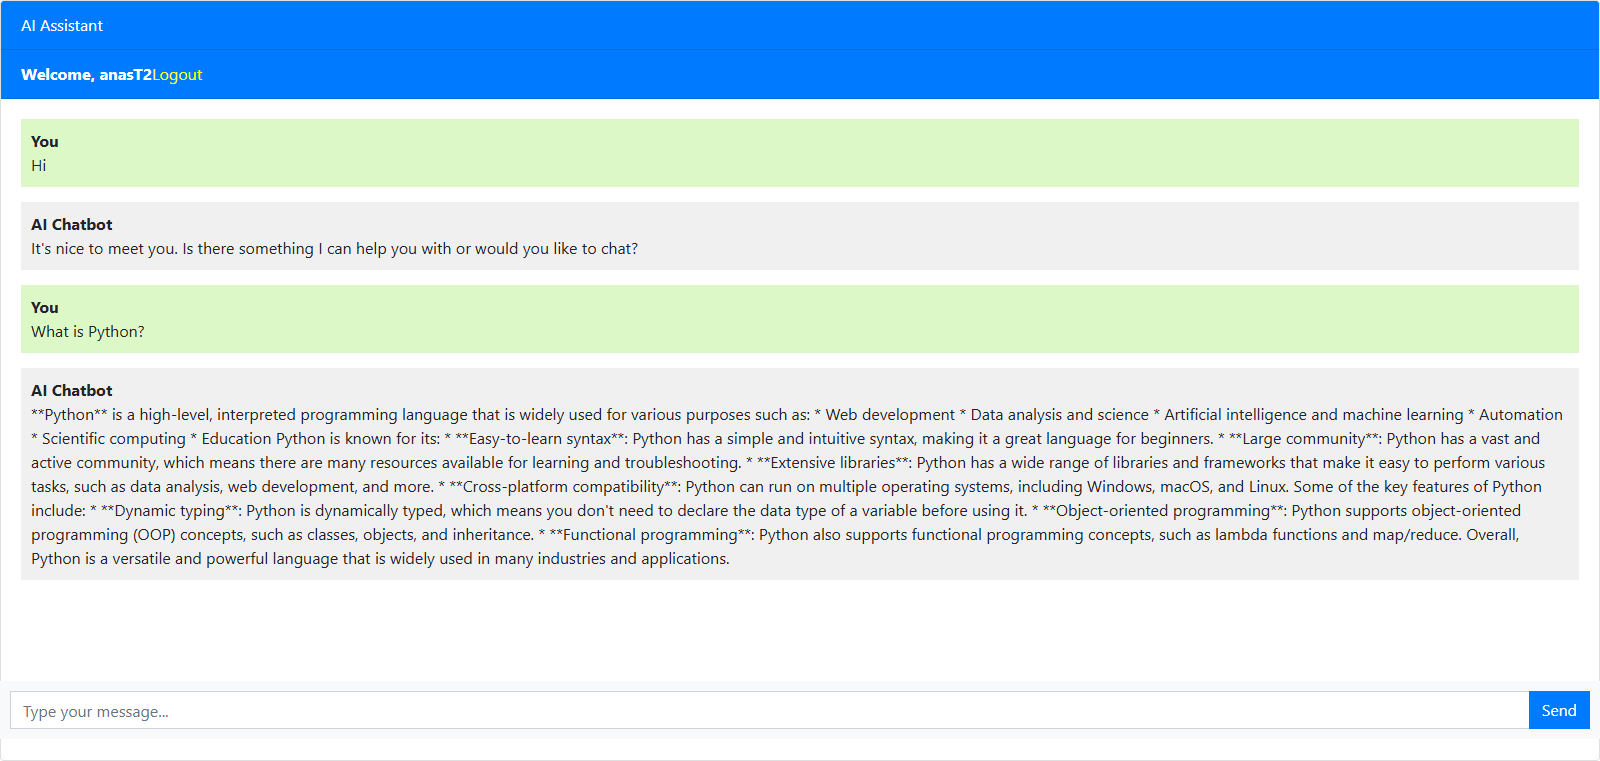 AI Assistant
Welcome, anasT2Logout
You
Hi
AI Chatbot
It's nice to meet you. Is there something I can help you with or would you like to chat?
You
What is Python?
AI Chatbot
**Python** is a high-level, interpreted programming language that is widely used for various purposes such as: * Web development * Data analysis and science * Artificial intelligence and machine learning * Automation
* Scientific computing * Education Python is known for its: * **Easy-to-learn syntax**: Python has a simple and intuitive syntax, making it a great language for beginners. * **Large community**: Python has a vast and
active community, which means there are many resources available for learning and troubleshooting. * **Extensive libraries**: Python has a wide range of libraries and frameworks that make it easy to perform various
tasks, such as data analysis, web development, and more. * **Cross-platform compatibility**: Python can run on multiple operating systems, including Windows, macOS, and Linux. Some of the key features of Python
include: * **Dynamic typing**: Python is dynamically typed, which means you don't need to declare the data type of a variable before using it. * **Object-oriented programming**: Python supports object-oriented
programming (OOP) concepts, such as classes, objects, and inheritance. * **Functional programming**: Python also supports functional programming concepts, such as lambda functions and map/reduce. Overall,
Python is a versatile and powerful language that is widely used in many industries and applications.
Type your message...
Send